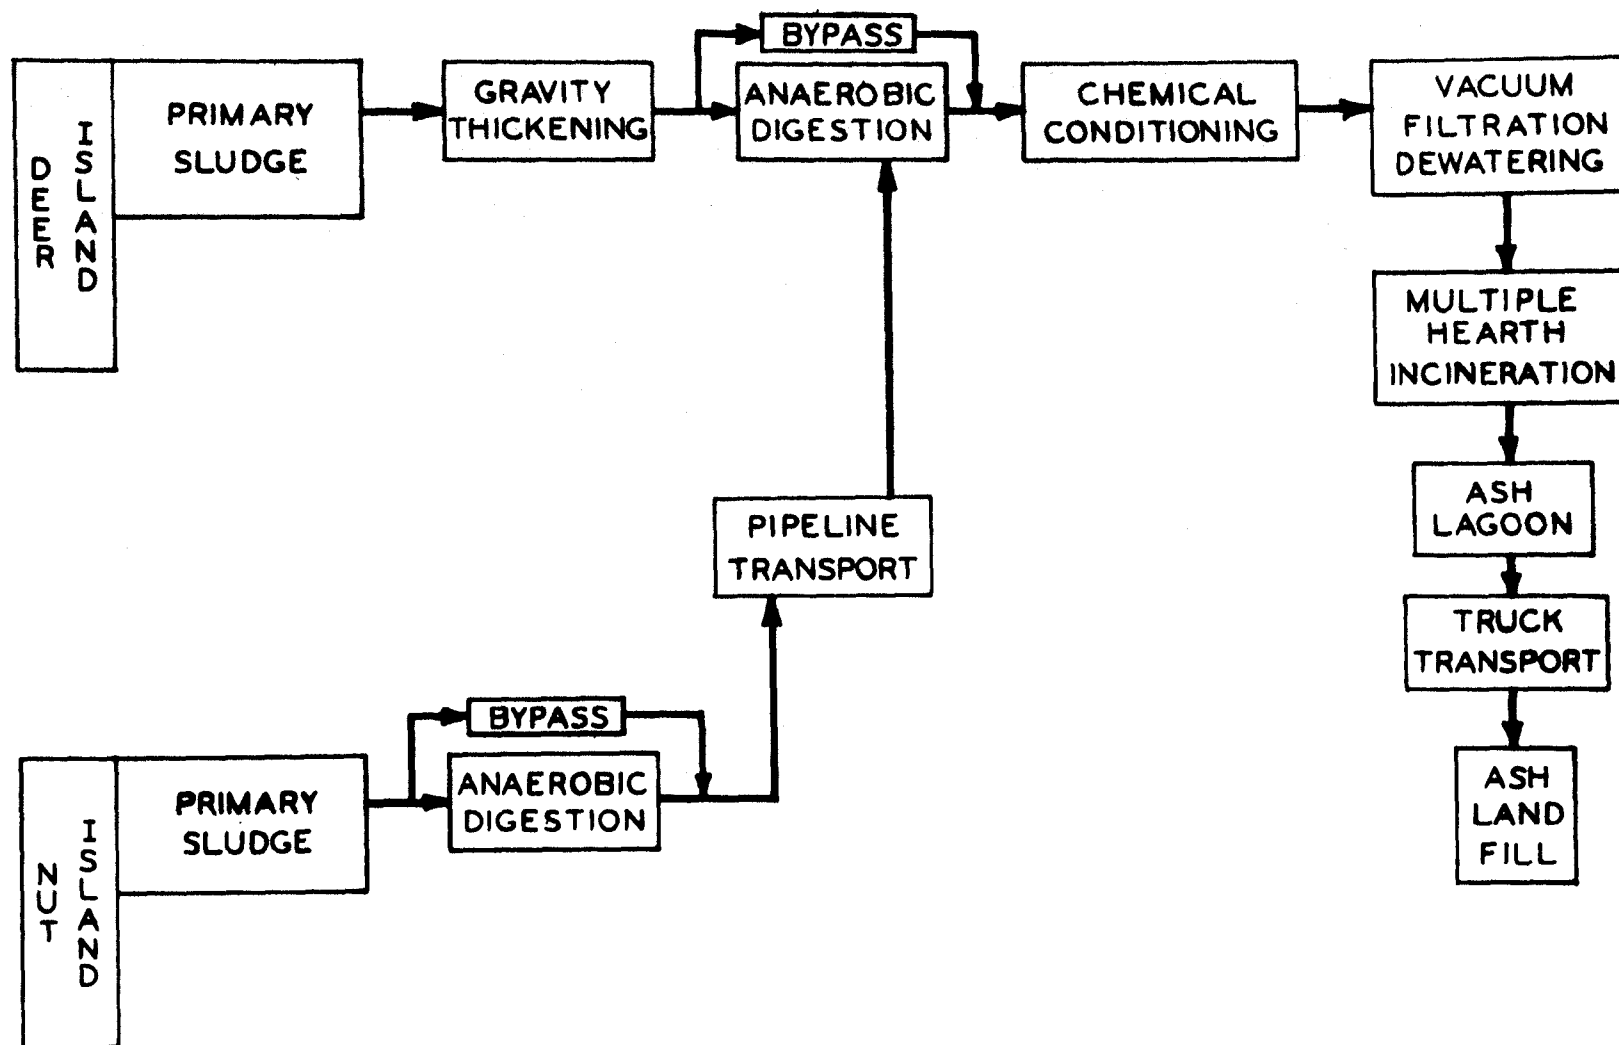 BYPASS
DEER
ISLAND
PRIMARY
SLUDGE
GRAVITY
THICKENING
ANAEROBIC
DIGESTION
CHEMICAL
CONDITIONING
VACUUM
FILTRATION
DEWATERING
MULTIPLE
HEARTH
INCINERATION
ASH
LAGOON
PIPELINE
TRANSPORT
TRUCK
TRANSPORT
BYPASS
NUT
ISLAND
PRIMARY
SLUDGE
ANAEROBIC
DIGESTION
ASH
LAND
FILL